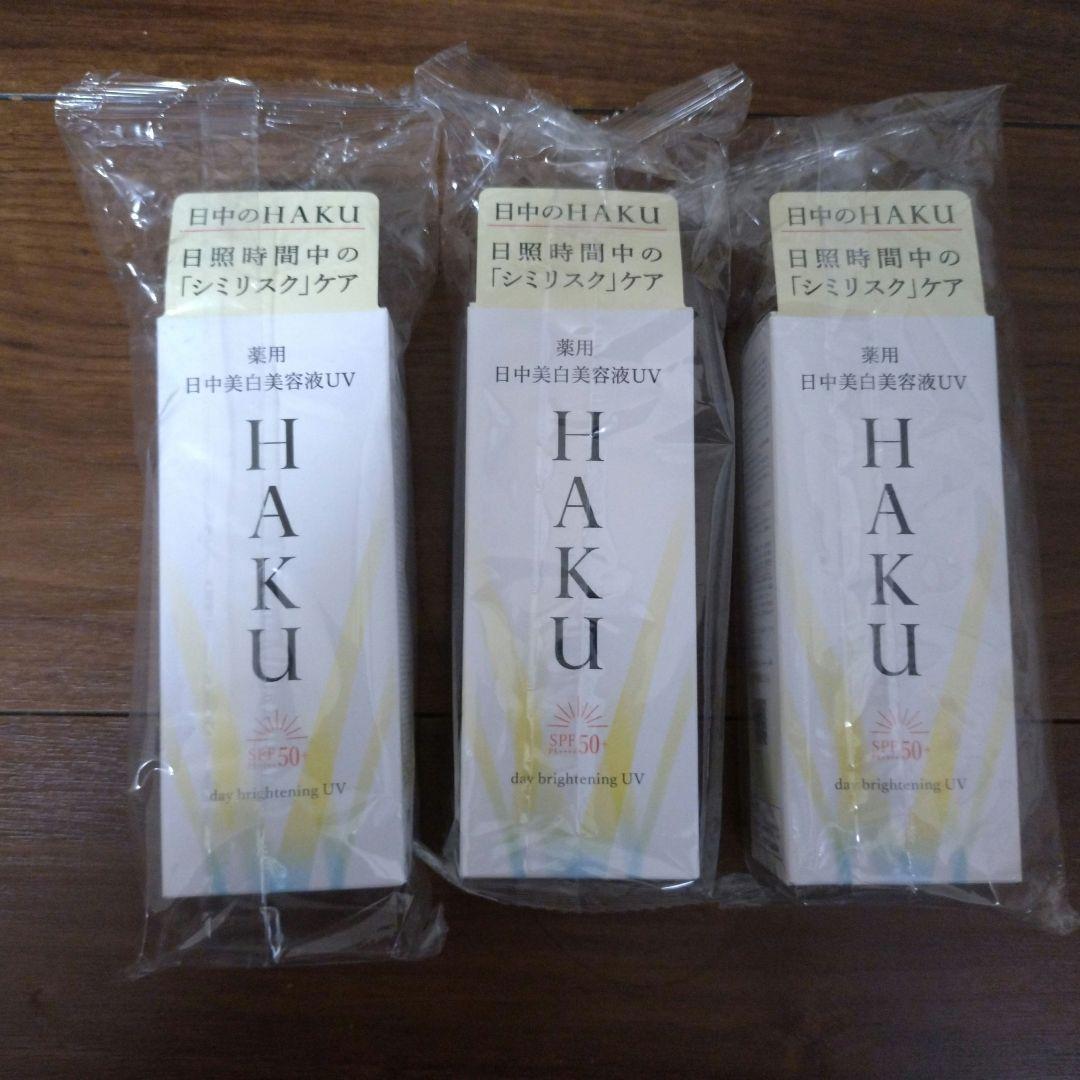 日中のHAKU
日照時間中の
「シミリスク」ケア
薬用
日中美白美容液UV
HAKU
SPF50+
PA++++
day brightening UV
日中のHAKU
日照時間中の
「シミリスク」ケア
薬用
日中美白美容液UV
HAKU
SPF50+
PA++++
day brightening UV
日中のHAKU
日照時間中の
「シミリスク」ケア
薬用
日中美白美容液UV
HAKU
SPF50+
PA++++
day brightening UV